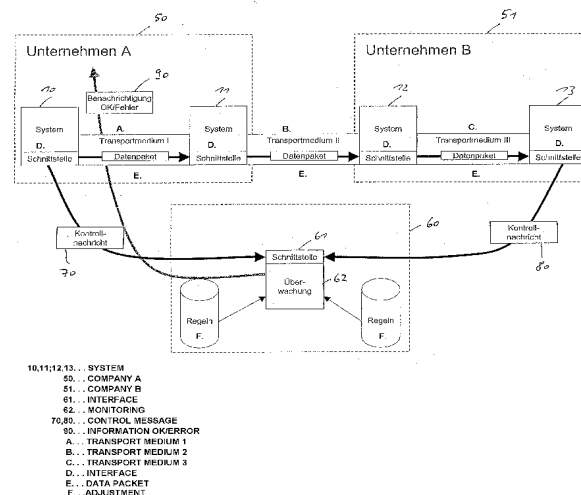 50
51
Unternehmen A
Unternehmen B
10
90
11
12
13
Benachrichtigung
OK/Fehler
System
A.
System
B.
System
C.
System
D.
Transportmedium I
D.
Transportmedium II
D.
Transportmedium III
D.
Schnittstelle
Datenpaket
Schnittstelle
Datenpaket
Schnittstelle
Datenpaket
Schnittstelle
E.
E.
E.
Kontroll-
nachricht
70
61
60
Kontroll-
nachricht
80
Schnittstelle
Über-
wachung
62
Regeln
F.
Regeln
F.
10,11;12,13. . . SYSTEM
50. . . COMPANY A
51. . . COMPANY B
61. . . INTERFACE
62. . . MONITORING
70,80. . . CONTROL MESSAGE
90. . . INFORMATION OK/ERROR
A. . . TRANSPORT MEDIUM 1
B. . . TRANSPORT MEDIUM 2
C. . . TRANSPORT MEDIUM 3
D. . . INTERFACE
E. . . DATA PACKET
F. . . ADJUSTMENT